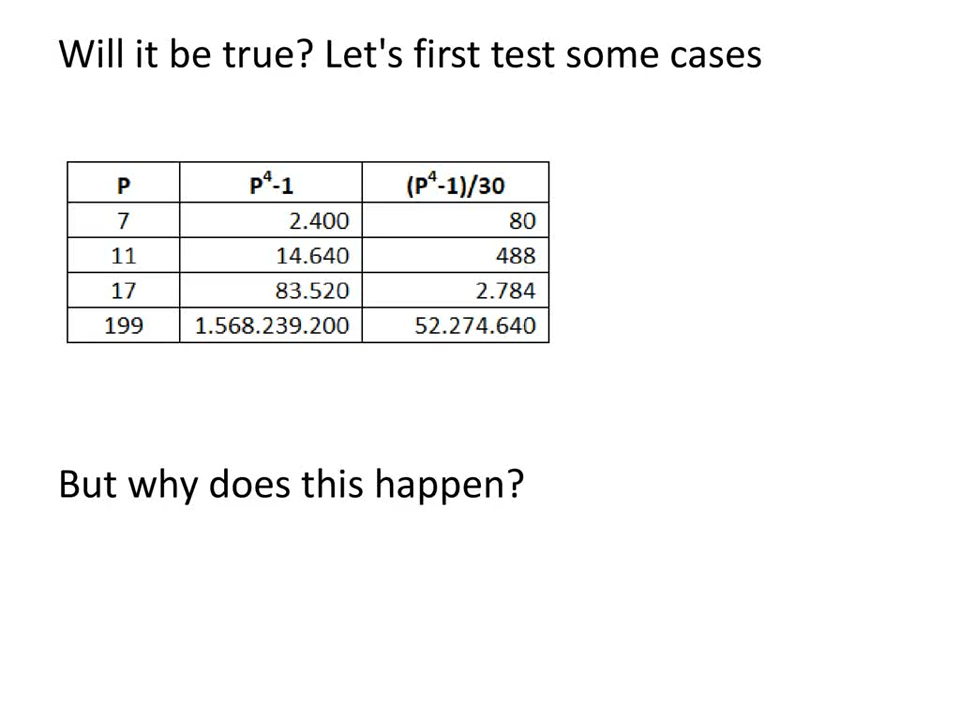 Will it be true? Let's first test some cases
P P⁴-1 (P⁴-1)/30
7 2.400 80
11 14.640 488
17 83.520 2.784
199 1.568.239.200 52.274.640
But why does this happen?